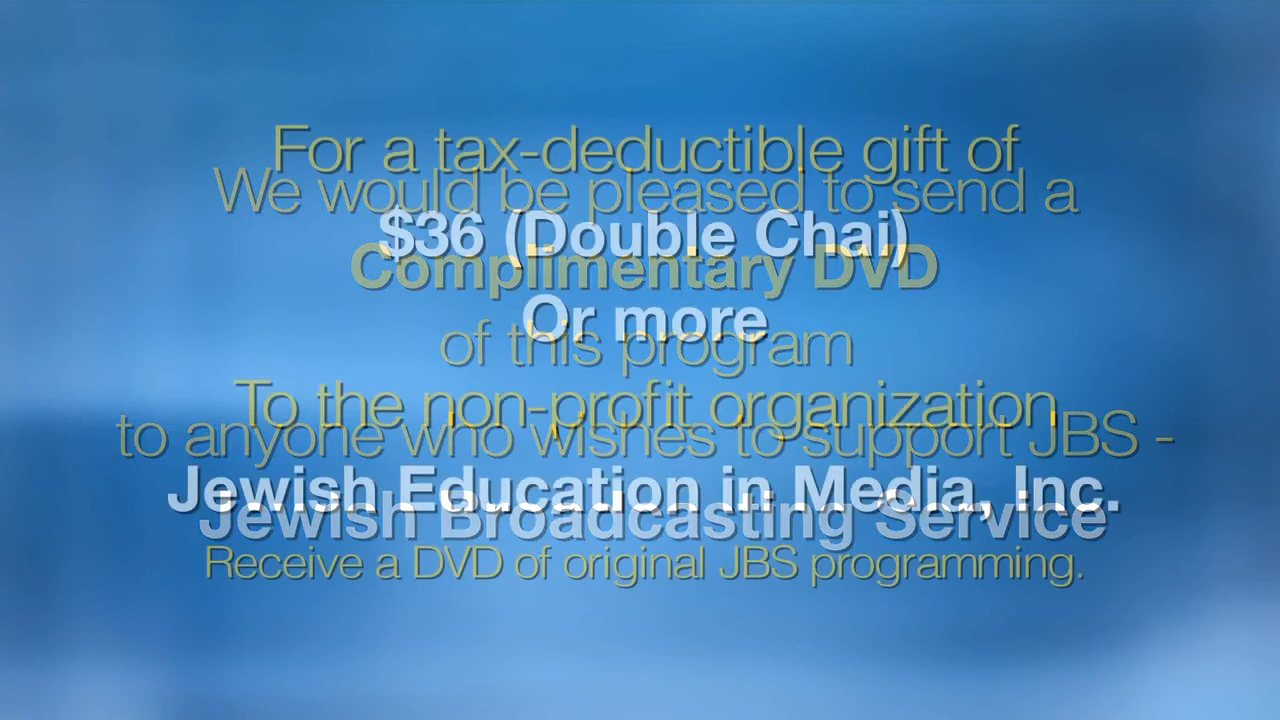 For a tax-deductible gift of
We would be pleased to send a
$36 (Double Chai)
Complimentary DVD
Or more
of this program
To the non-profit organization,
to anyone who wishes to support JBS -
Jewish Education in Media, Inc.
Jewish Broadcasting Service
Receive a DVD of original JBS programming.